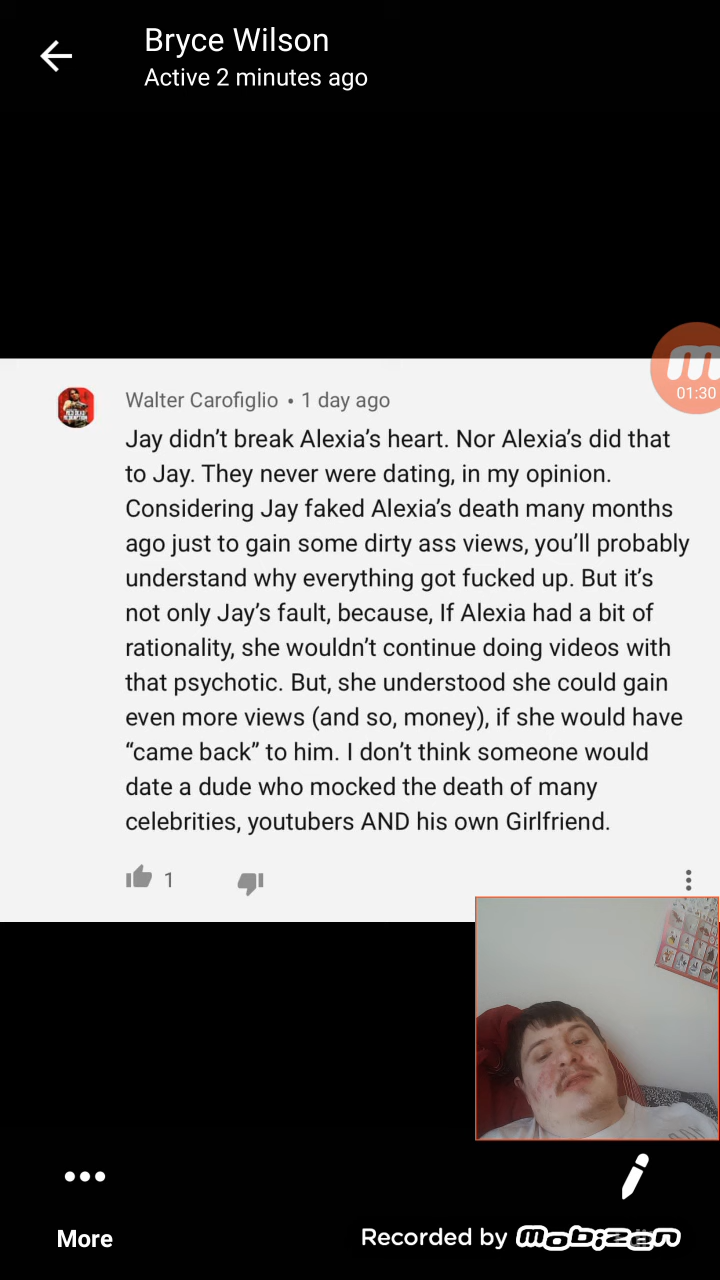 Bryce Wilson
Active 2 minutes ago
01:30
Walter Carofiglio • 1 day ago
Jay didn’t break Alexia’s heart. Nor Alexia’s did that
to Jay. They never were dating, in my opinion.
Considering Jay faked Alexia’s death many months
ago just to gain some dirty ass views, you’ll probably
understand why everything got fucked up. But it’s
not only Jay’s fault, because, If Alexia had a bit of
rationality, she wouldn’t continue doing videos with
that psychotic. But, she understood she could gain
even more views (and so, money), if she would have
“came back” to him. I don’t think someone would
date a dude who mocked the death of many
celebrities, youtubers AND his own Girlfriend.
1
More
Recorded by mobizen